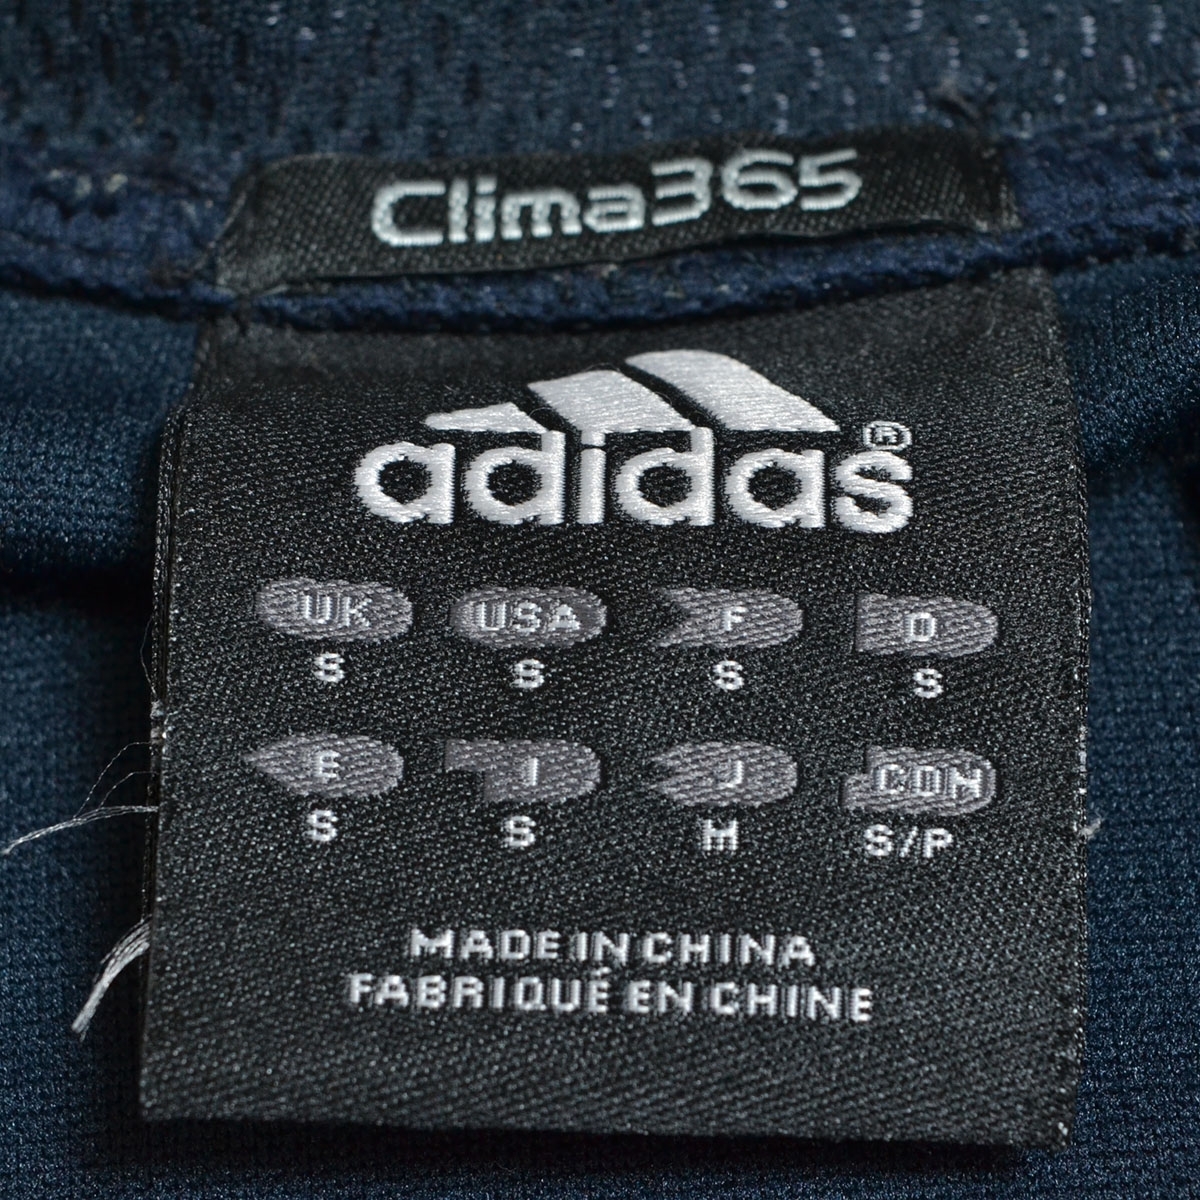 Clima365
adidas®
UK USA F D
S S S S
E I J CDN
S S M S/P
MADE IN CHINA
FABRIQUÉ EN CHINE